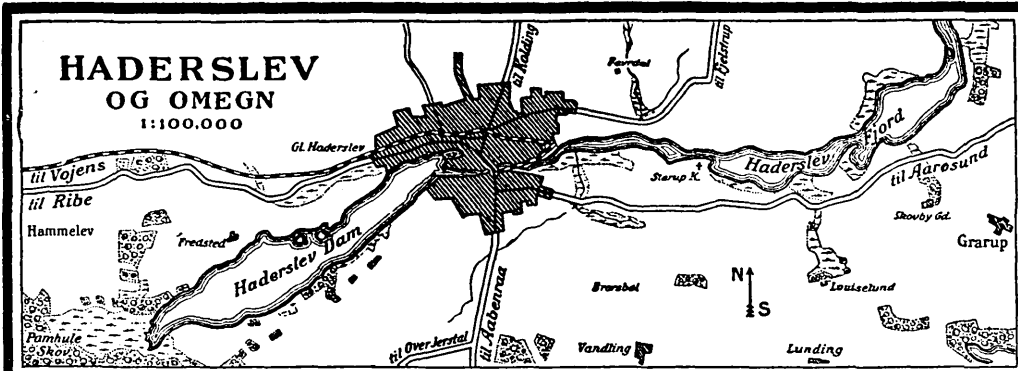 HADERSLEV
OG OMEGN
1:100,000
til Kolding
til Fjelstrup
Favrdal
Gl. Haderslev
til Vojens
til Ribe
Hammelev
Fredsted
Haderslev Dam
Pamhule
Skov
til Over Jerstal
til Aabenraa
Starup K.
Haderslev Fjord
til Aarøsund
Skovby Gd.
Grarup
Louiselund
Brorsbøl
N
S
Vandling
Lunding